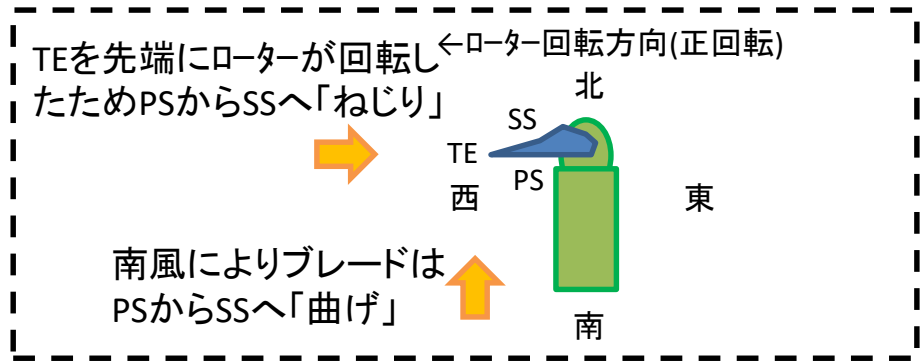 TEを先端にローターが回転し
たためPSからSSへ「ねじり」
←ローター回転方向(正回転)
北
SS
TE
PS
西
東
南風によりブレードは
PSからSSへ「曲げ」
南